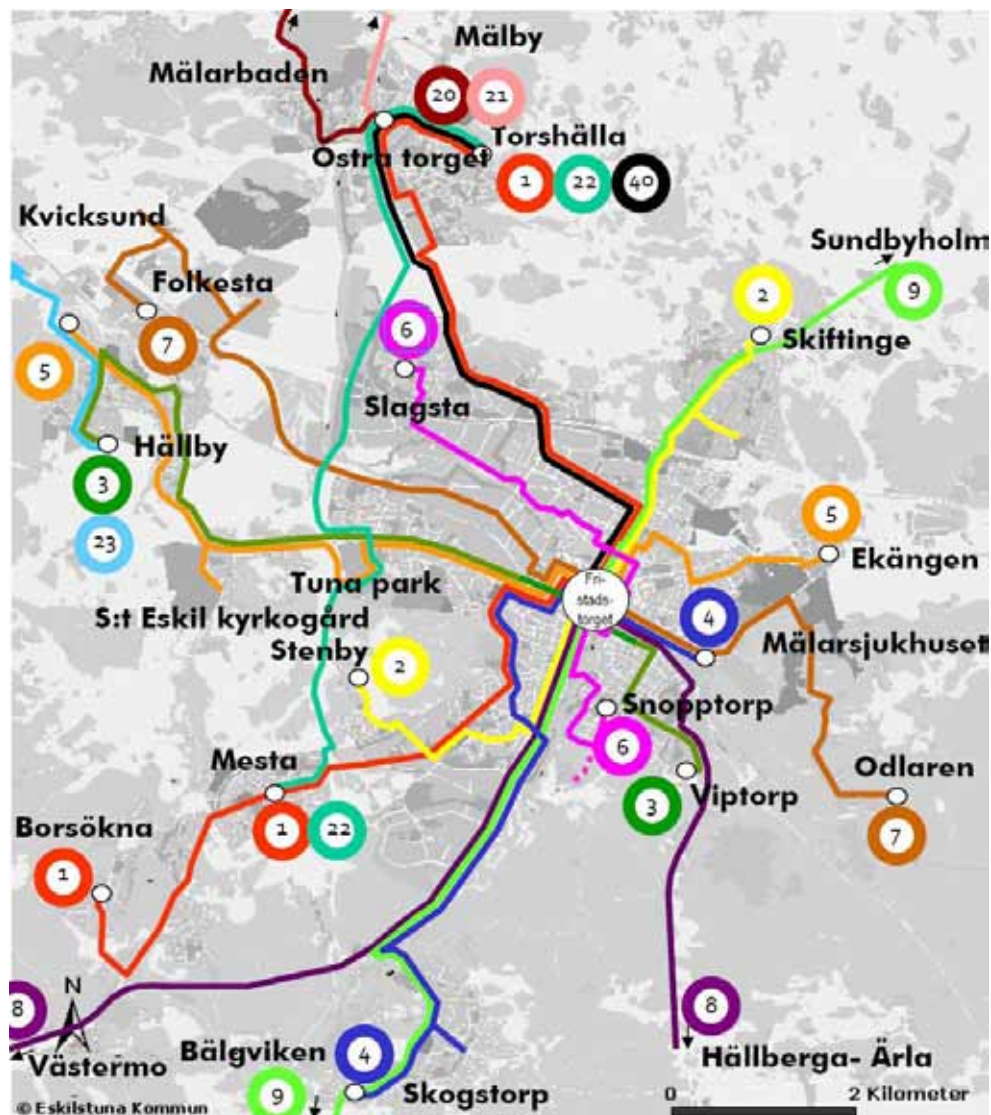 Mälby
Mälarbaden
20
21
Torshälla
Östra torget
1
22
40
Kvicksund
Sundbyholm
Folkesta
2
9
6
7
5
Skiftinge
Slagsta
Hällby
3
5
23
Ekängen
Tuna park
Fri-
stads-
torget
4
S:t Eskil kyrkogård
Mälarsjukhuset
Stenby
2
Snopptorp
6
Mesta
Odlaren
Viptorp
3
Borsökna
1
22
7
1
N
8
8
Bälgviken
4
Hällberga- Ärla
Västermo
9
Skogstorp
0
2 Kilometer
© Eskilstuna Kommun